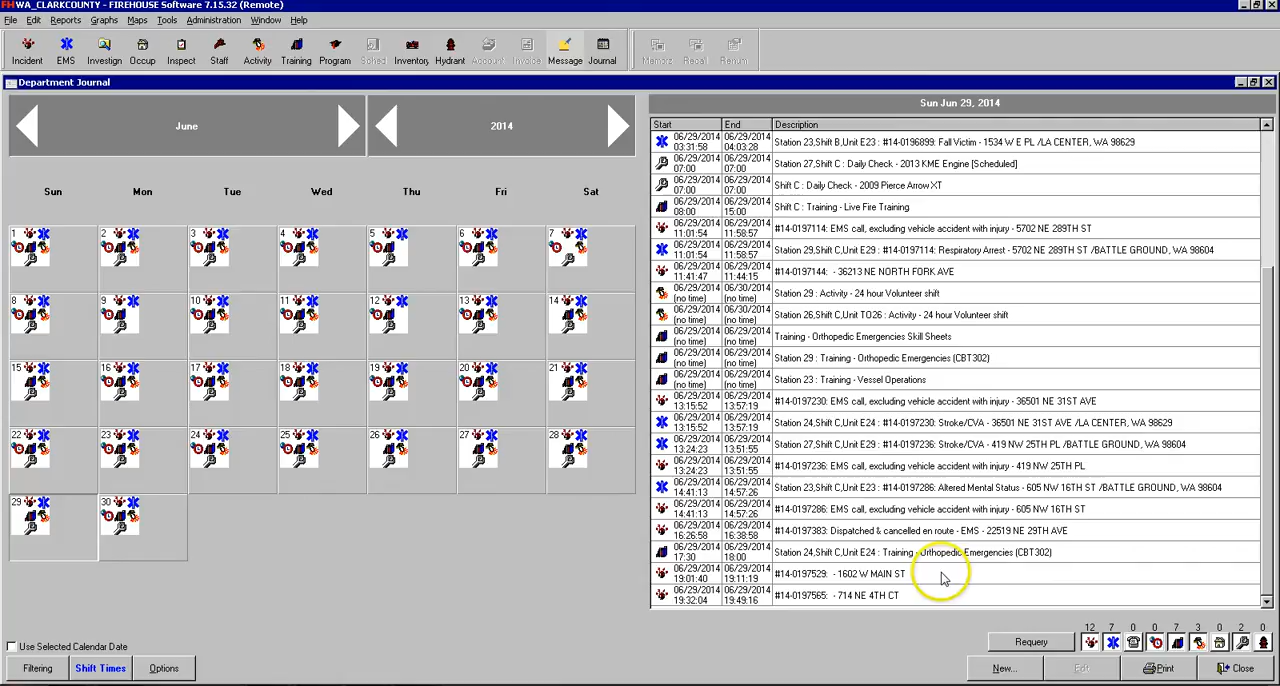 FHWA_CLARKCOUNTY - FIREHOUSE Software 7.15.32 (Remote)
File Edit Reports Graphs Maps Tools Administration Window Help
Incident EMS Investign Occup Inspect Staff Activity Training Program Sched Inventory Hydrant Account Invoice Message Journal Memorz Recall Renum
Department Journal
June 2014
Sun Mon Tue Wed Thu Fri Sat
1 2 3 4 5 6 7
8 9 10 11 12 13 14
15 16 17 18 19 20 21
22 23 24 25 26 27 28
29 30
Use Selected Calendar Date
Filtering Shift Times Options
Sun Jun 29, 2014
Start End Description
06/29/2014 06/29/2014 Station 23,Shift B,Unit E23 : #14-0196899: Fall Victim - 1534 W E PL /LA CENTER, WA 98629
03:31:58 04:03:28
06/29/2014 06/29/2014 Station 27,Shift C : Daily Check - 2013 KME Engine [Scheduled]
07:00 07:00
06/29/2014 06/29/2014 Shift C : Daily Check - 2009 Pierce Arrow XT
07:00 07:00
06/29/2014 06/29/2014 Shift C : Training - Live Fire Training
08:00 15:00
06/29/2014 06/29/2014 #14-0197114: EMS call, excluding vehicle accident with injury - 5702 NE 289TH ST
11:01:54 11:58:57
06/29/2014 06/29/2014 Station 29,Shift C,Unit E29 : #14-0197114: Respiratory Arrest - 5702 NE 289TH ST /BATTLE GROUND, WA 98604
11:01:54 11:58:57
06/29/2014 06/29/2014 #14-0197144: - 36213 NE NORTH FORK AVE
11:41:47 11:44:15
06/29/2014 06/30/2014 Station 29 : Activity - 24 hour Volunteer shift
(no time) (no time)
06/29/2014 06/30/2014 Station 26,Shift C,Unit TO26 : Activity - 24 hour Volunteer shift
(no time) (no time)
06/29/2014 06/29/2014 Training - Orthopedic Emergencies Skill Sheets
(no time) (no time)
06/29/2014 06/29/2014 Station 29 : Training - Orthopedic Emergencies (CBT302)
(no time) (no time)
06/29/2014 06/29/2014 Station 23 : Training - Vessel Operations
(no time) (no time)
06/29/2014 06/29/2014 #14-0197230: EMS call, excluding vehicle accident with injury - 36501 NE 31ST AVE
13:15:52 13:57:19
06/29/2014 06/29/2014 Station 24,Shift C,Unit E24 : #14-0197230: Stroke/CVA - 36501 NE 31ST AVE /LA CENTER, WA 98629
13:15:52 13:57:19
06/29/2014 06/29/2014 Station 27,Shift C,Unit E29 : #14-0197236: Stroke/CVA - 419 NW 25TH PL /BATTLE GROUND, WA 98604
13:24:23 13:51:55
06/29/2014 06/29/2014 #14-0197236: EMS call, excluding vehicle accident with injury - 419 NW 25TH PL
13:24:23 13:51:55
06/29/2014 06/29/2014 Station 23,Shift C,Unit E23 : #14-0197286: Altered Mental Status - 605 NW 16TH ST /BATTLE GROUND, WA 98604
14:41:13 14:57:26
06/29/2014 06/29/2014 #14-0197286: EMS call, excluding vehicle accident with injury - 605 NW 16TH ST
14:41:13 14:57:26
06/29/2014 06/29/2014 #14-0197383: Dispatched & cancelled en route - EMS - 22519 NE 29TH AVE
16:26:58 16:38:58
06/29/2014 06/29/2014 Station 24,Shift C,Unit E24 : Training - Orthopedic Emergencies (CBT302)
17:30 18:00
06/29/2014 06/29/2014 #14-0197529: - 1602 W MAIN ST
19:01:40 19:11:19
06/29/2014 06/29/2014 #14-0197565: - 714 NE 4TH CT
19:32:04 19:49:16
12 7 0 0 7 3 0 2 0
Requery
New... Edit Print Close